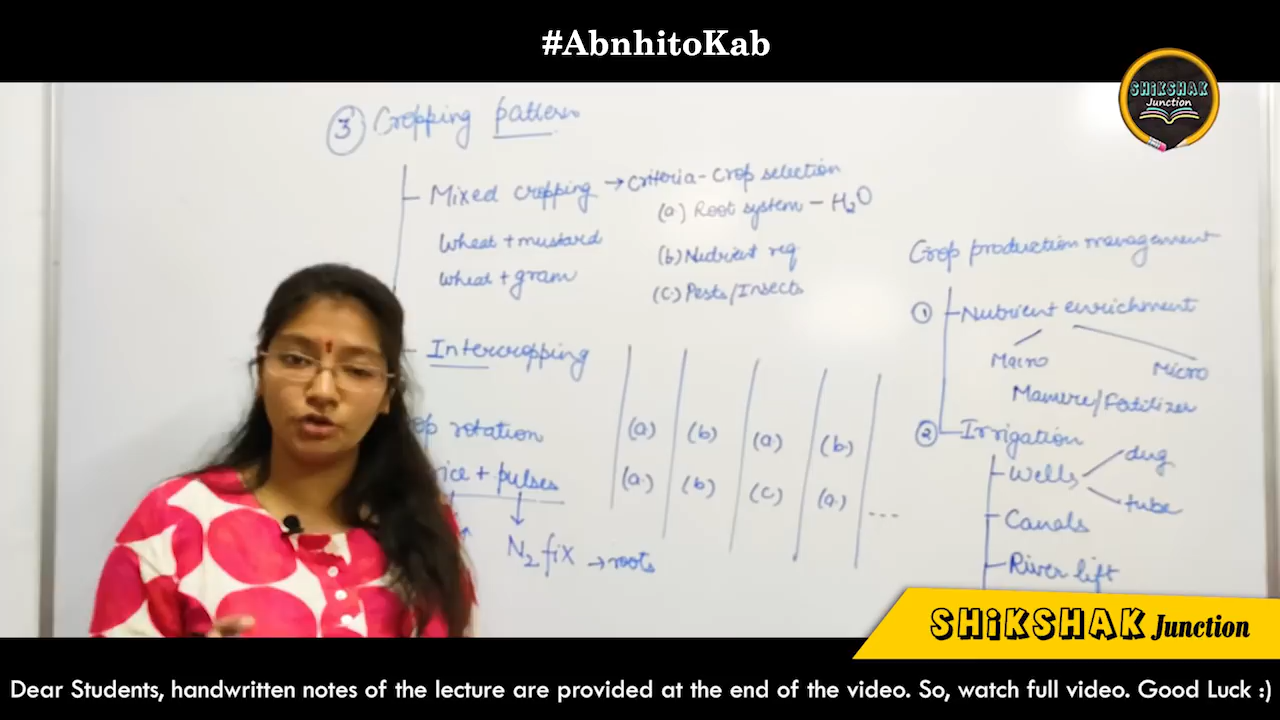 #AbnhitoKab
SHIKSHAK
Junction
3 Cropping pattern
Mixed cropping → Criteria - Crop selection
(a) Root system - H2O
Wheat + mustard
(b) Nutrient req
Wheat + gram
(c) Pests/Insects
Intercropping
(a) (b) (a) (b)
(a) (b) (c) (a) ...
op rotation
ice + pulses
N2 fix → roots
Crop production management
1 Nutrient enrichment
Macro Micro
Manure/Fertilizer
2 Irrigation
Wells dug
tube
Canals
River lift
SHIKSHAK Junction
Dear Students, handwritten notes of the lecture are provided at the end of the video. So, watch full video. Good Luck :)